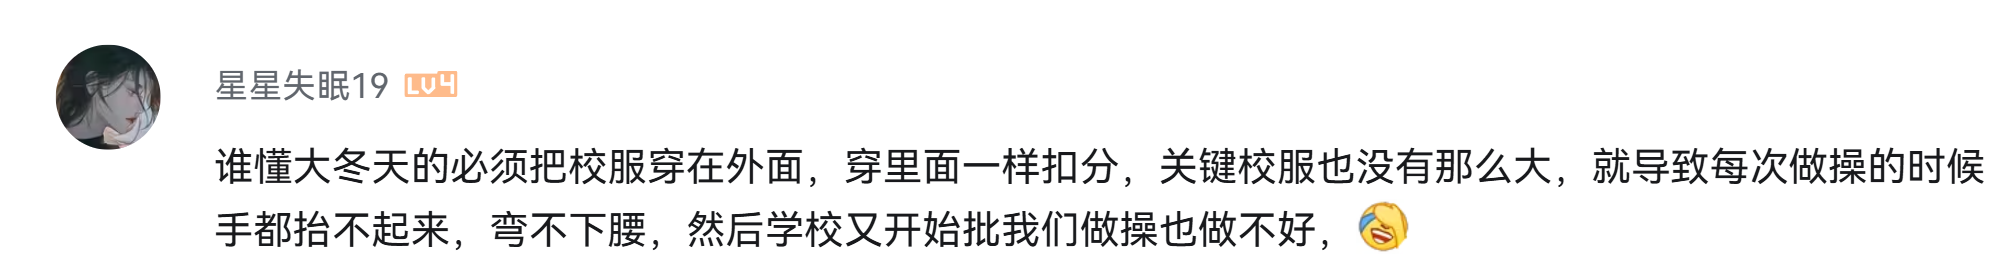 星星失眠19 LV4
谁懂大冬天的必须把校服穿在外面，穿里面一样扣分，关键校服也没有那么大，就导致每次做操的时候
手都抬不起来，弯不下腰，然后学校又开始批我们做操也做不好，